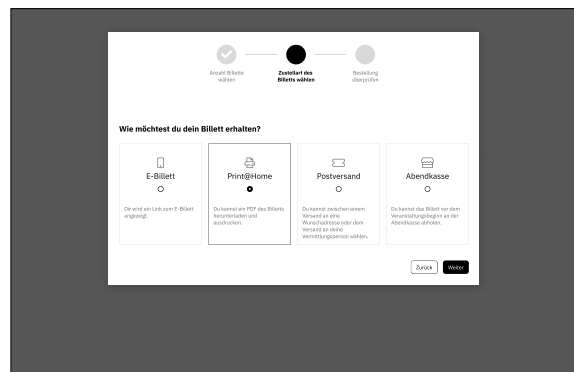 Anzahl Billette
wählen
Zustellart des
Billetts wählen
Bestellung
überprüfen
Wie möchtest du dein Billett erhalten?
E-Billett
Dir wird ein Link zum E-Billett
angezeigt.
Print@Home
Du kannst ein PDF des Billetts
herunterladen und
ausdrucken.
Postversand
Du kannst zwischen einem
Versand an eine
Wunschadresse oder dem
Versand an deine
Vermittlungsperson wählen.
Abendkasse
Du kannst das Billett vor dem
Veranstaltungsbeginn an der
Abendkasse abholen.
Zurück
Weiter